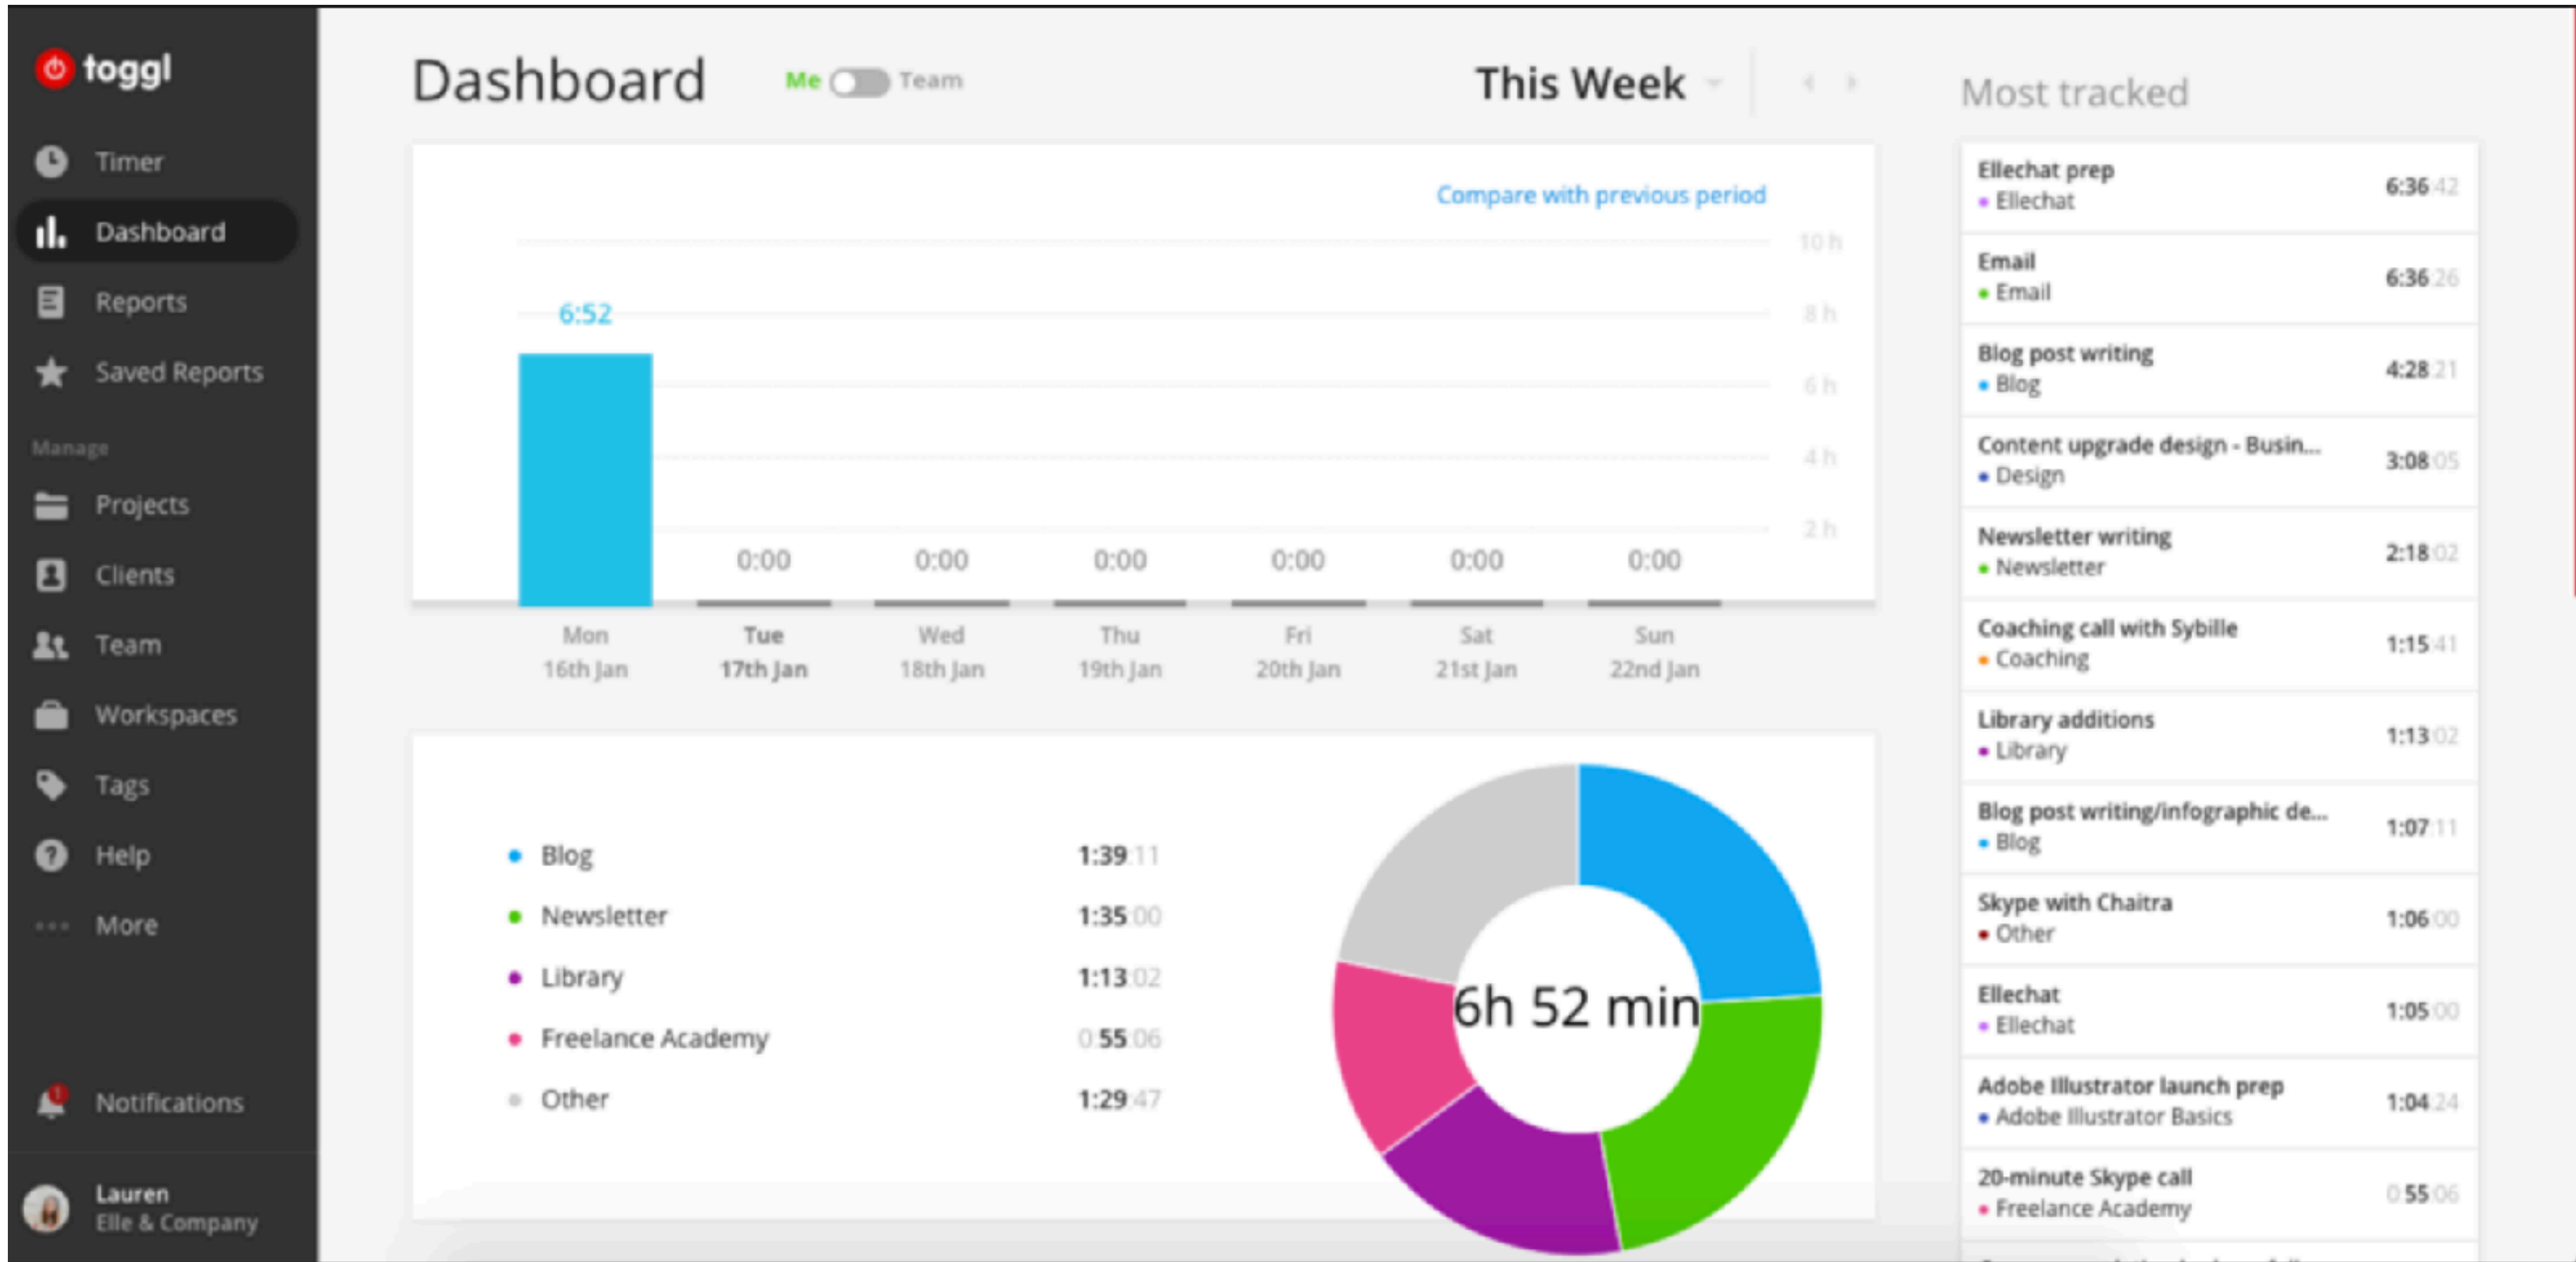 toggl
Timer
Dashboard
Reports
Saved Reports
Manage
Projects
Clients
Team
Workspaces
Tags
Help
More
1
Notifications
Lauren
Elle & Company
Dashboard
Me Team
This Week
Compare with previous period
10 h
8 h
6 h
4 h
2 h
6:52 0:00 0:00 0:00 0:00 0:00 0:00
Mon Tue Wed Thu Fri Sat Sun
16th Jan 17th Jan 18th Jan 19th Jan 20th Jan 21st Jan 22nd Jan
Blog 1:39:11
Newsletter 1:35:00
Library 1:13:02
Freelance Academy 0:55:06
Other 1:29:47
6h 52 min
Most tracked
Ellechat prep 6:36:42
Ellechat
Email 6:36:26
Email
Blog post writing 4:28:21
Blog
Content upgrade design - Busin... 3:08:05
Design
Newsletter writing 2:18:02
Newsletter
Coaching call with Sybille 1:15:41
Coaching
Library additions 1:13:02
Library
Blog post writing/infographic de... 1:07:11
Blog
Skype with Chaitra 1:06:00
Other
Ellechat 1:05:00
Ellechat
Adobe Illustrator launch prep 1:04:24
Adobe Illustrator Basics
20-minute Skype call 0:55:06
Freelance Academy